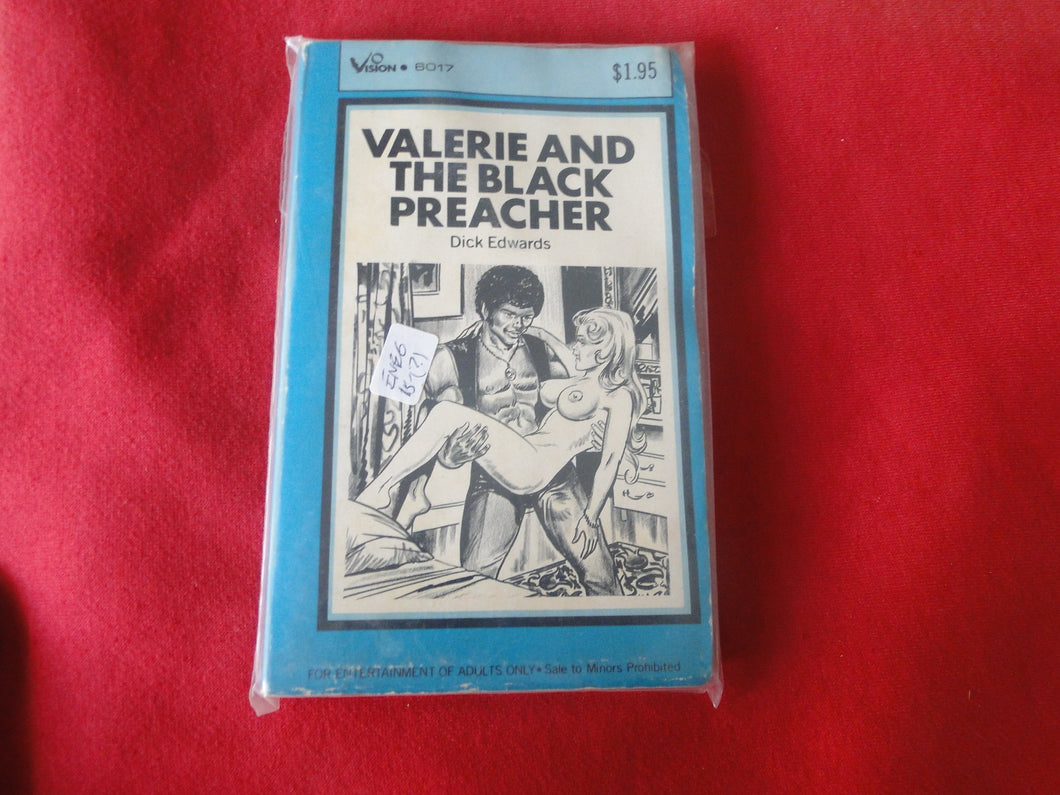 VISION • 6017
$1.95
VALERIE AND
THE BLACK
PREACHER
Dick Edwards
FOR ENTERTAINMENT OF ADULTS ONLY • Sale to Minors Prohibited